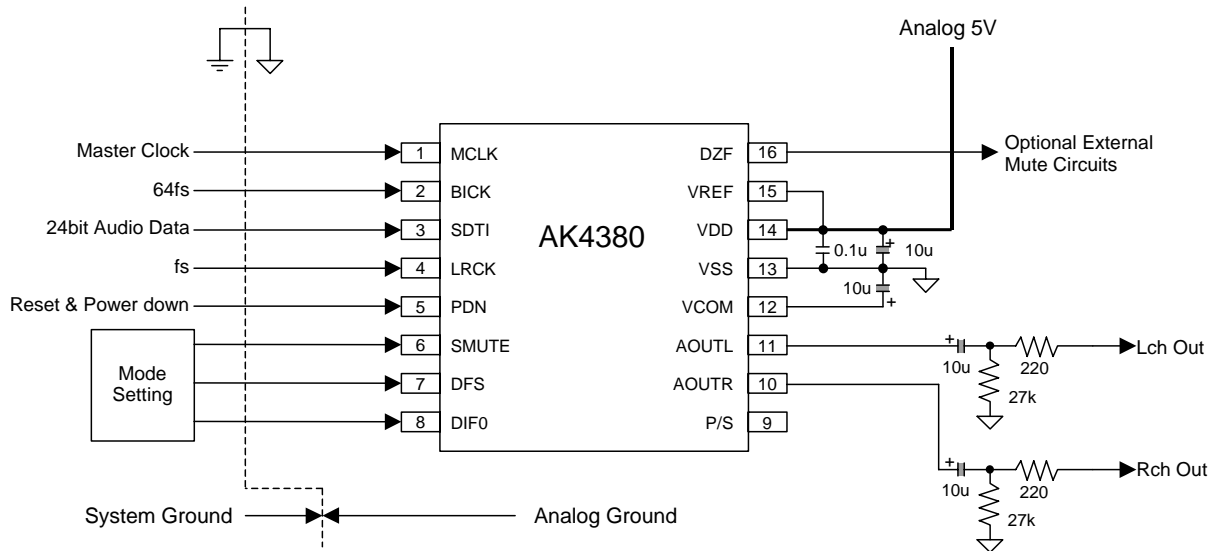 Analog 5V
Master Clock
64fs
24bit Audio Data
fs
Reset & Power down
Mode
Setting
1 MCLK
2 BICK
3 SDTI
4 LRCK
5 PDN
6 SMUTE
7 DFS
8 DIF0
AK4380
DZF 16
VREF 15
VDD 14
VSS 13
VCOM 12
AOUTL 11
AOUTR 10
P/S 9
Optional External
Mute Circuits
0.1u
+
10u
10u
+
+
10u
220
27k
Lch Out
+
10u
220
27k
Rch Out
System Ground
Analog Ground